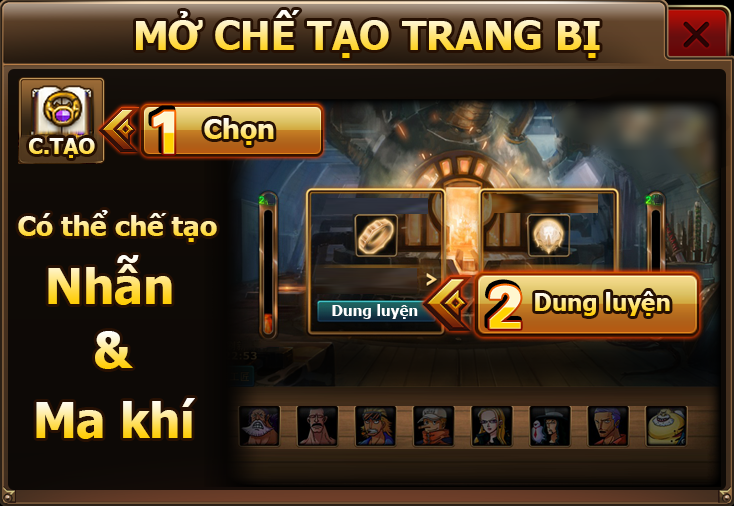 MỞ CHẾ TẠO TRANG BỊ
C.TẠO
1 Chọn
Có thể chế tạo
Nhẫn
&
Ma khí
Dung luyện
2 Dung luyện